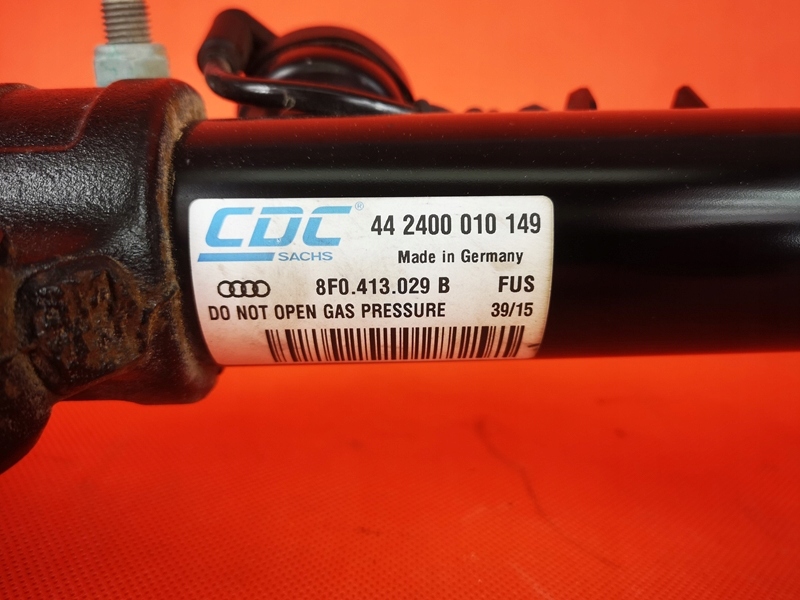 CDC® 44 2400 010 149
SACHS Made in Germany
8F0.413.029 B FUS
DO NOT OPEN GAS PRESSURE 39/15